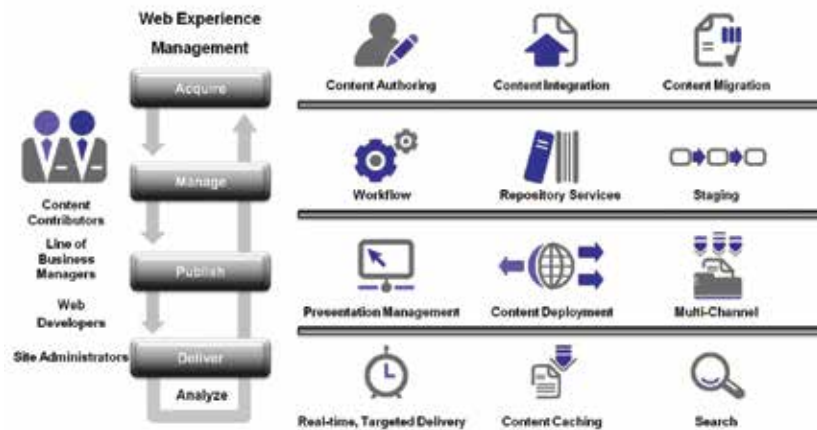 Web Experience
Management
Acquire
Manage
Publish
Deliver
Analyze
Content
Contributors
Line of
Business
Managers
Web
Developers
Site Administrators
Content Authoring
Content Integration
Content Migration
Workflow
Repository Services
Staging
Presentation Management
Content Deployment
Multi-Channel
Real-time, Targeted Delivery
Content Caching
Search